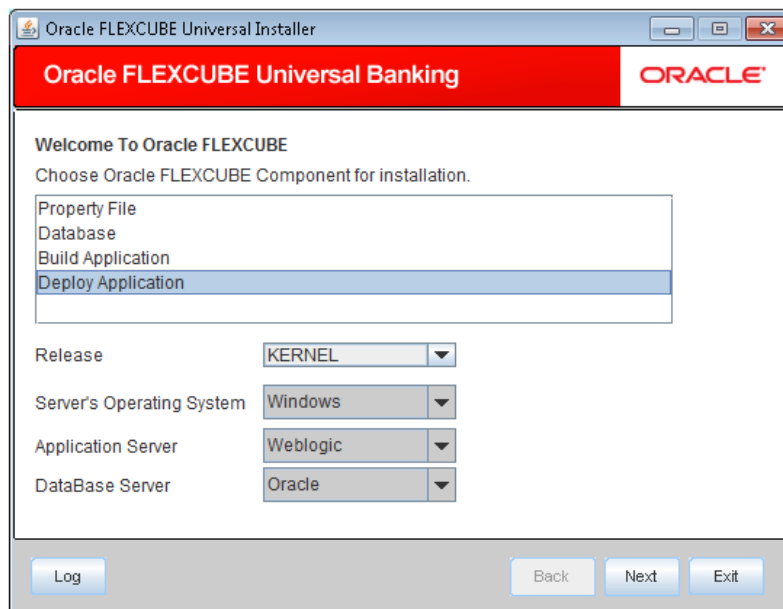 Oracle FLEXCUBE Universal Installer
Oracle FLEXCUBE Universal Banking
ORACLE'
Welcome To Oracle FLEXCUBE
Choose Oracle FLEXCUBE Component for installation.
Property File
Database
Build Application
Deploy Application
Release KERNEL
Server's Operating System Windows
Application Server Weblogic
DataBase Server Oracle
Log Back Next Exit